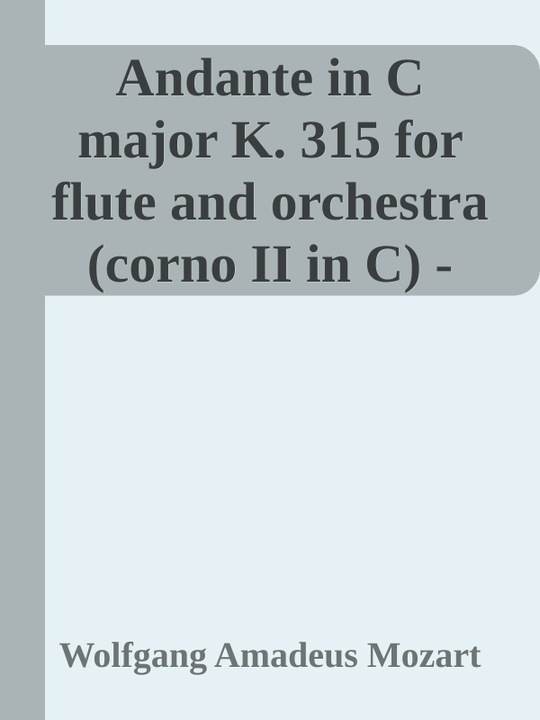 Andante in C
major K. 315 for
flute and orchestra
(corno II in C) -
Wolfgang Amadeus Mozart